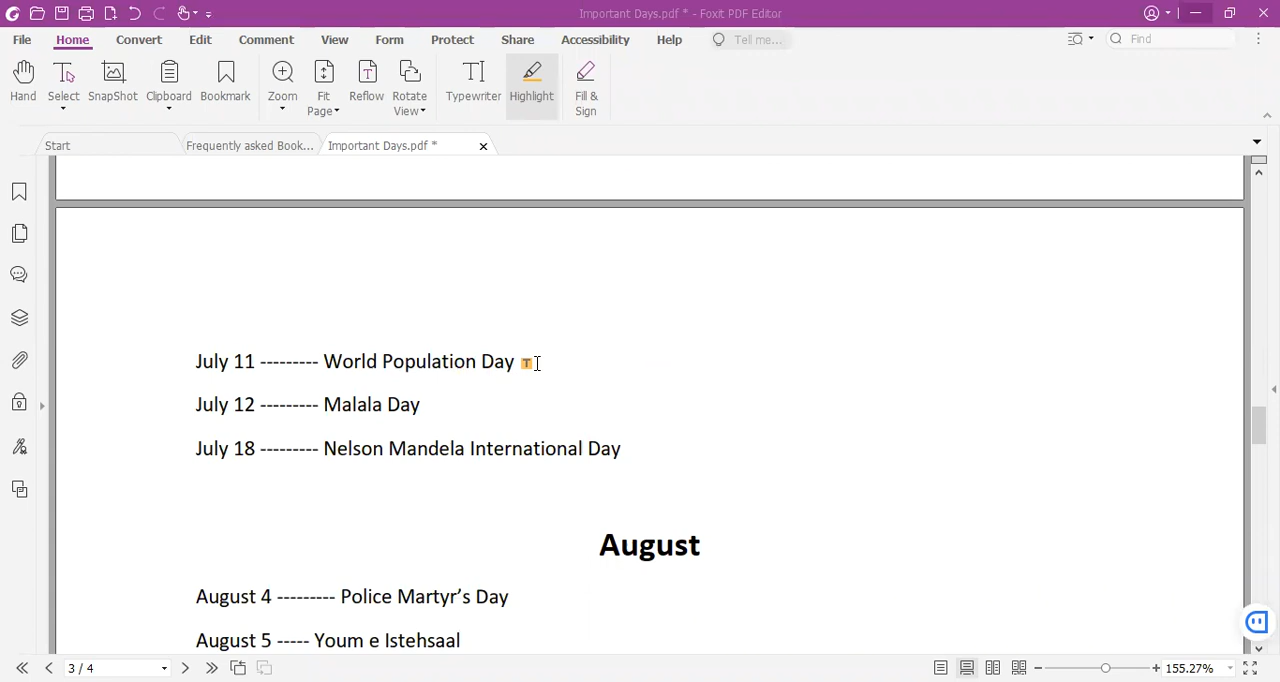 Important Days.pdf * - Foxit PDF Editor
File Home Convert Edit View Comment Form Protect Share Accessibility Help Tell me... Find
Hand Select SnapShot Clipboard Bookmark Zoom Fit Page Reflow Rotate View Typewriter Highlight Fill & Sign
Start Frequently asked Book... Important Days.pdf *
July 11 --------- World Population Day
July 12 --------- Malala Day
July 18 --------- Nelson Mandela International Day
August
August 4 --------- Police Martyr’s Day
August 5 ----- Youm e Istehsaal
3 / 4 155.27%